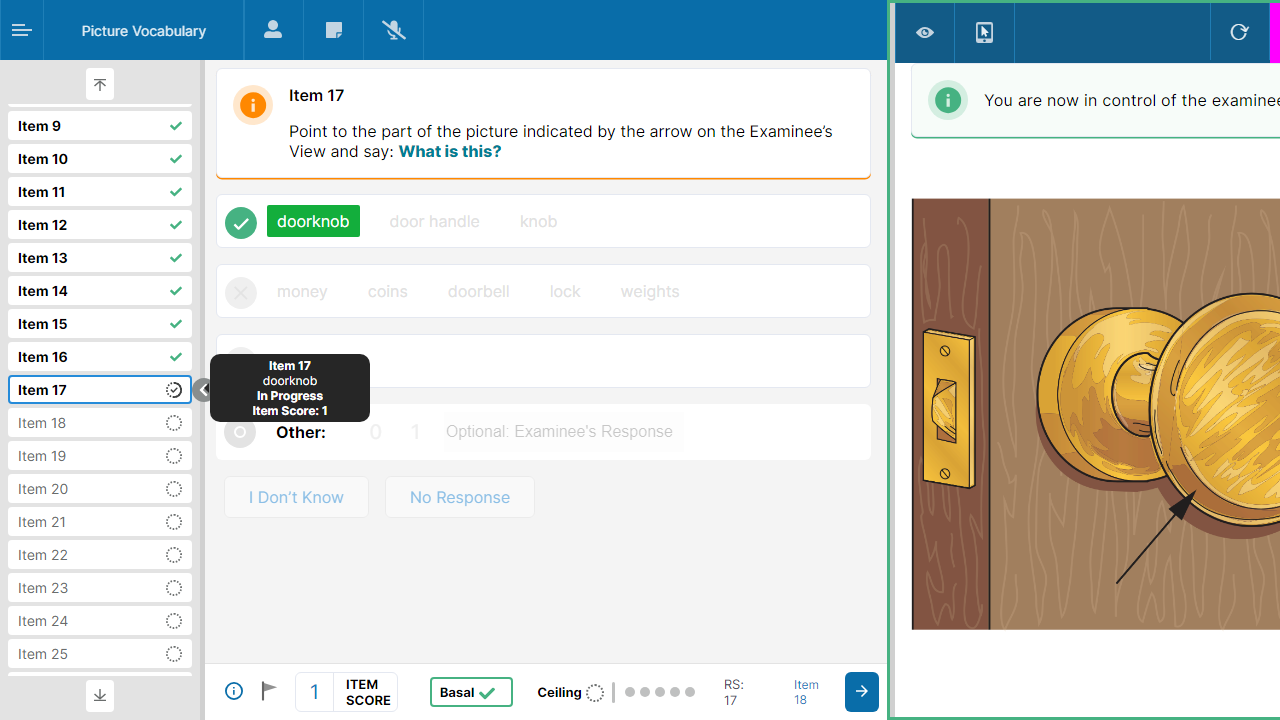 Picture Vocabulary
Item 9
Item 10
Item 11
Item 12
Item 13
Item 14
Item 15
Item 16
Item 17
Item 18
Item 19
Item 20
Item 21
Item 22
Item 23
Item 24
Item 25
Item 17
Point to the part of the picture indicated by the arrow on the Examinee's
View and say: What is this?
doorknob door handle knob
money coins doorbell lock weights
Item 17
doorknob
In Progress
Item Score: 1
Other: 0 1 Optional: Examinee's Response
I Don't Know No Response
1 ITEM
SCORE
Basal
Ceiling
RS:
17
Item
18
You are now in control of the examinee